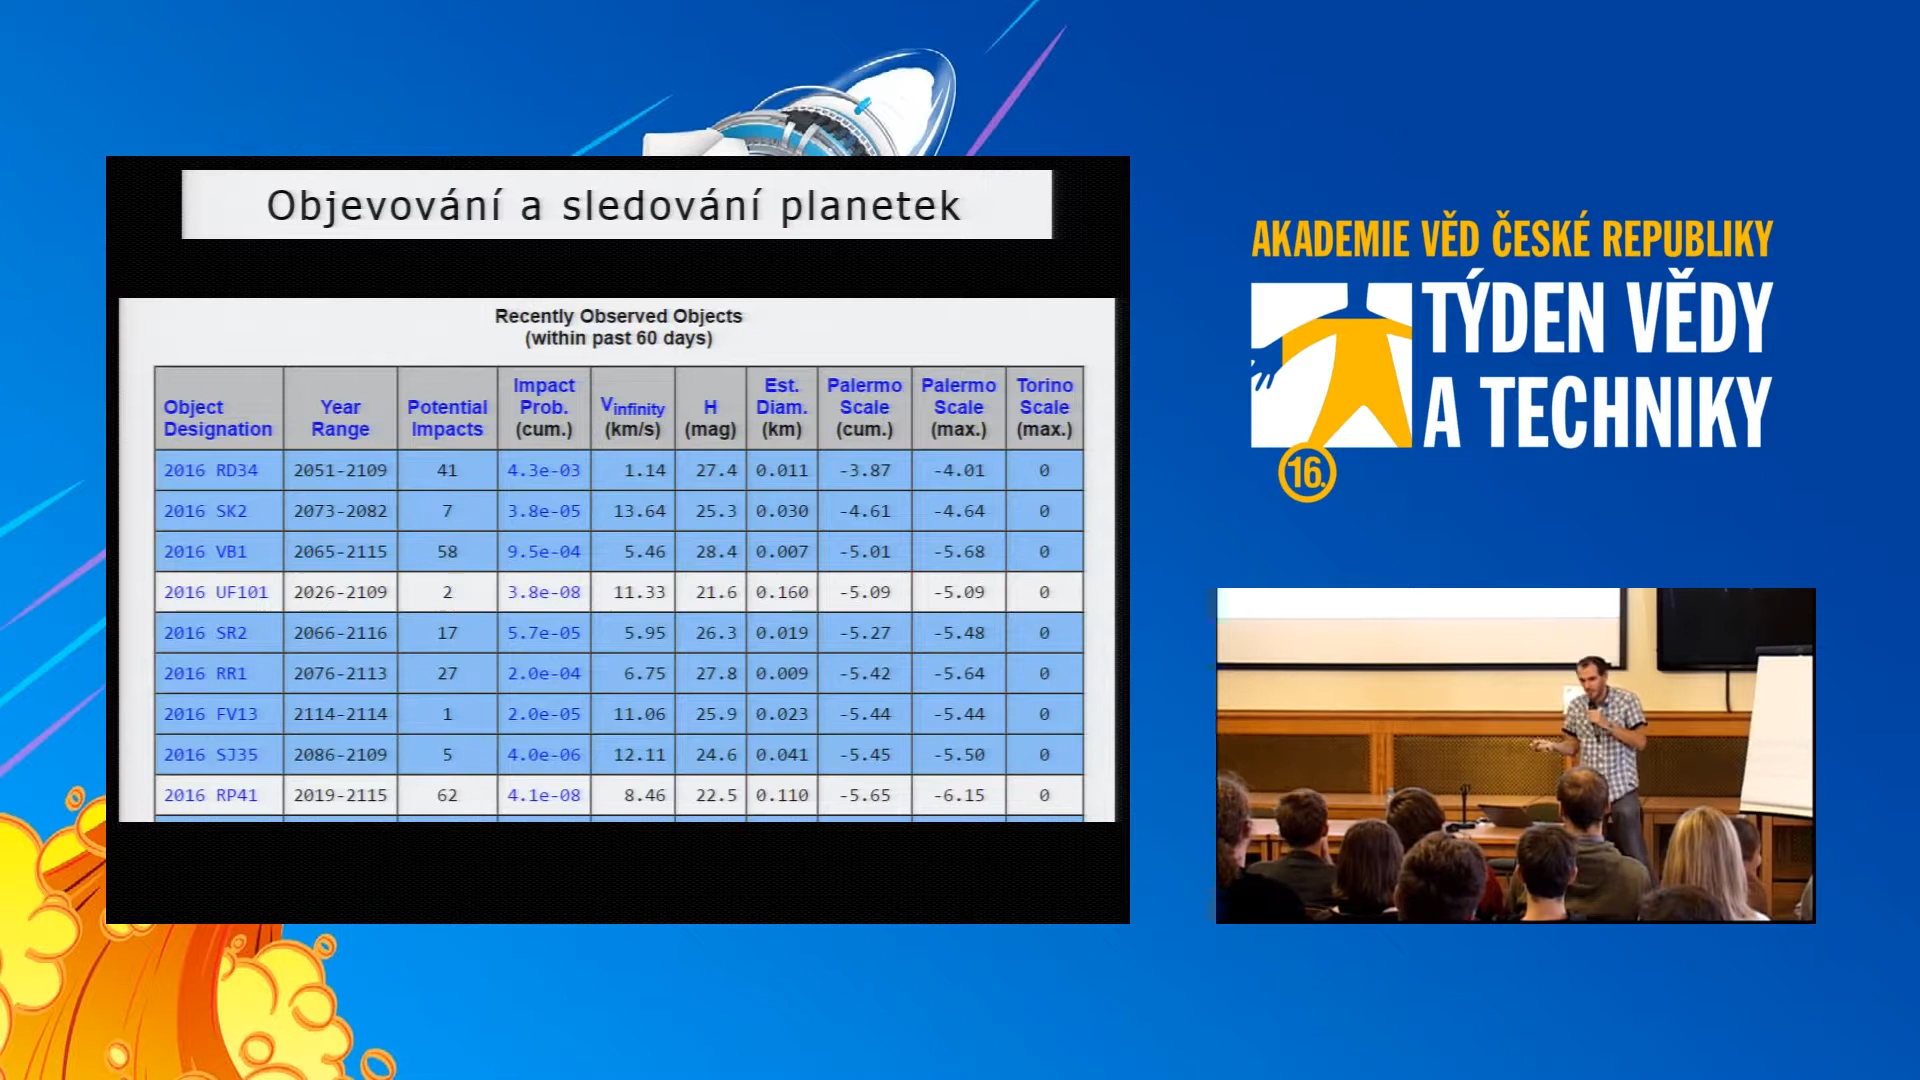 Objevování a sledování planetek
Recently Observed Objects
(within past 60 days)
Object Designation Year Range Potential Impacts Impact Prob. (cum.) Vinfinity (km/s) H (mag) Est. Diam. (km) Palermo Scale (cum.) Palermo Scale (max.) Torino Scale (max.)
2016 RD34 2051-2109 41 4.3e-03 1.14 27.4 0.011 -3.87 -4.01 0
2016 SK2 2073-2082 7 3.8e-05 13.64 25.3 0.030 -4.61 -4.64 0
2016 VB1 2065-2115 58 9.5e-04 5.46 28.4 0.007 -5.01 -5.68 0
2016 UF101 2026-2109 2 3.8e-08 11.33 21.6 0.160 -5.09 -5.09 0
2016 SR2 2066-2116 17 5.7e-05 5.95 26.3 0.019 -5.27 -5.48 0
2016 RR1 2076-2113 27 2.0e-04 6.75 27.8 0.009 -5.42 -5.64 0
2016 FV13 2114-2114 1 2.0e-05 11.06 25.9 0.023 -5.44 -5.44 0
2016 SJ35 2086-2109 5 4.0e-06 12.11 24.6 0.041 -5.45 -5.50 0
2016 RP41 2019-2115 62 4.1e-08 8.46 22.5 0.110 -5.65 -6.15 0
AKADEMIE VĚD ČESKÉ REPUBLIKY
TÝDEN VĚDY
A TECHNIKY
16.